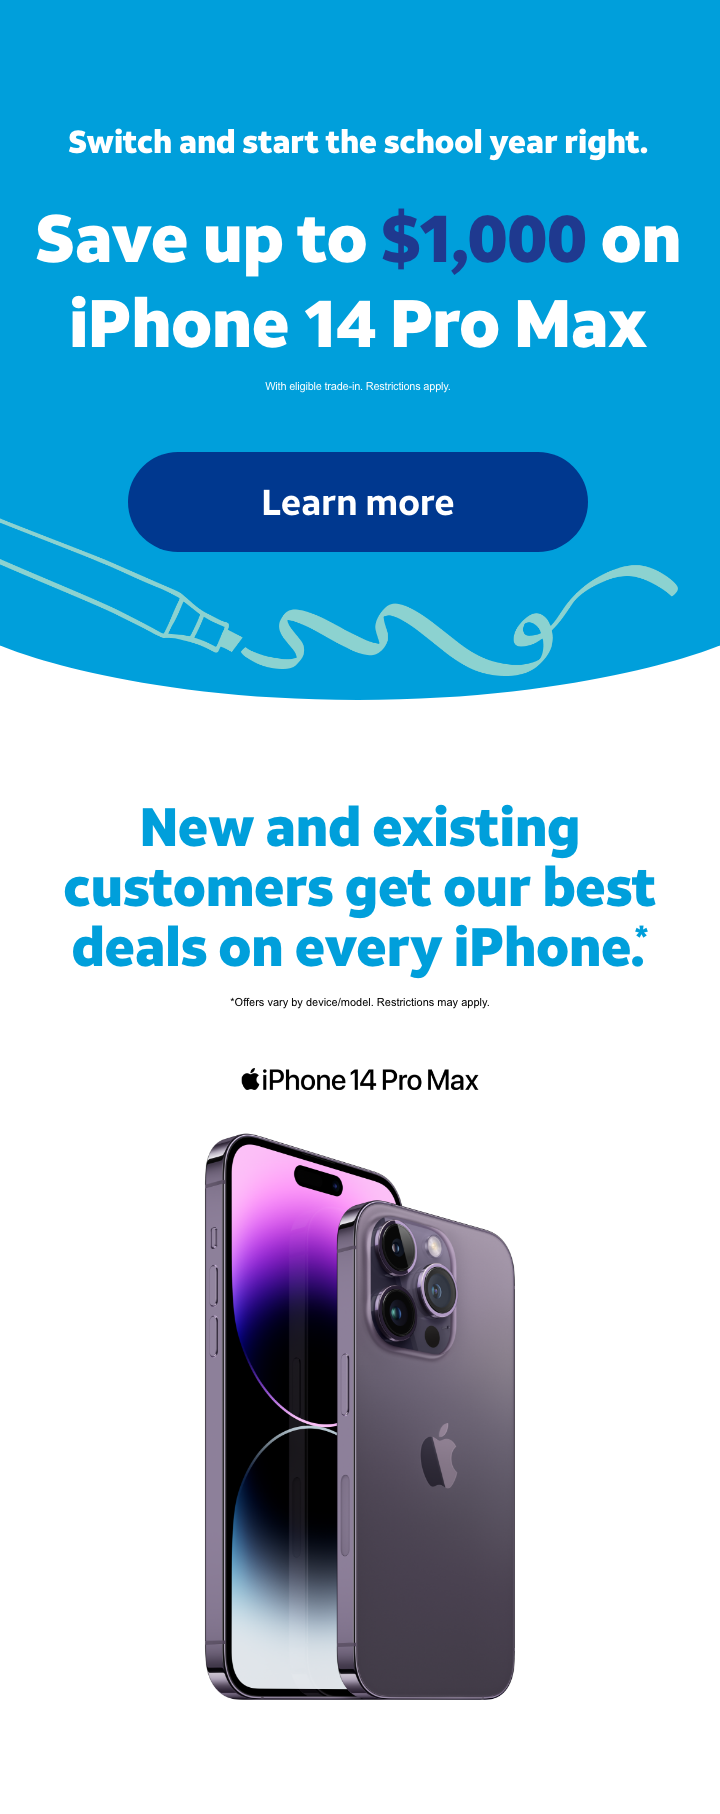 Switch and start the school year right.
Save up to $1,000 on
iPhone 14 Pro Max
With eligible trade-in. Restrictions apply.
Learn more
New and existing
customers get our best
deals on every iPhone.*
*Offers vary by device/model. Restrictions may apply.
iPhone 14 Pro Max